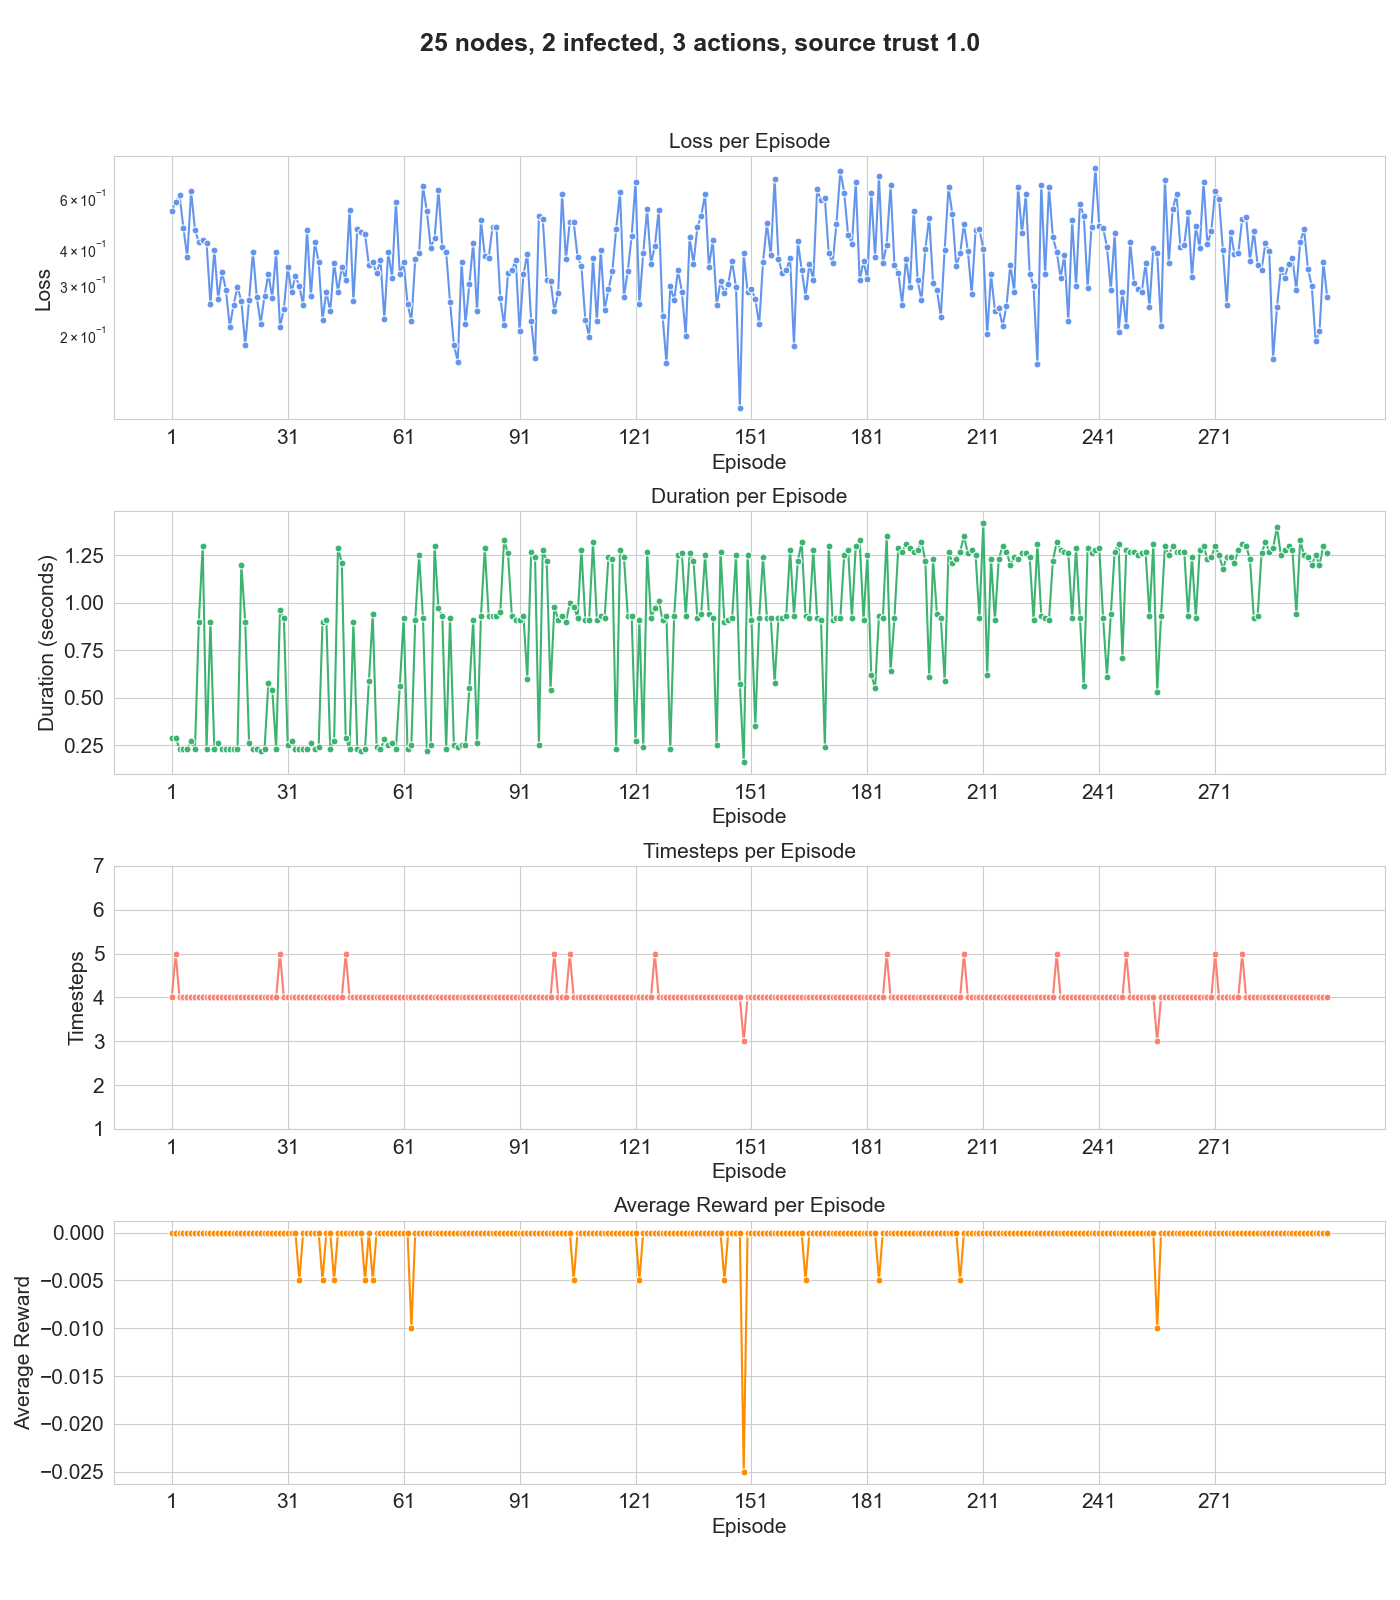 25 nodes, 2 infected, 3 actions, source trust 1.0
Loss per Episode
Loss
6 × 10⁻¹
4 × 10⁻¹
3 × 10⁻¹
2 × 10⁻¹
1 31 61 91 121 151 181 211 241 271
Episode
Duration per Episode
Duration (seconds)
1.25
1.00
0.75
0.50
0.25
1 31 61 91 121 151 181 211 241 271
Episode
Timesteps per Episode
Timesteps
7
6
5
4
3
2
1
1 31 61 91 121 151 181 211 241 271
Episode
Average Reward per Episode
Average Reward
0.000
−0.005
−0.010
−0.015
−0.020
−0.025
1 31 61 91 121 151 181 211 241 271
Episode